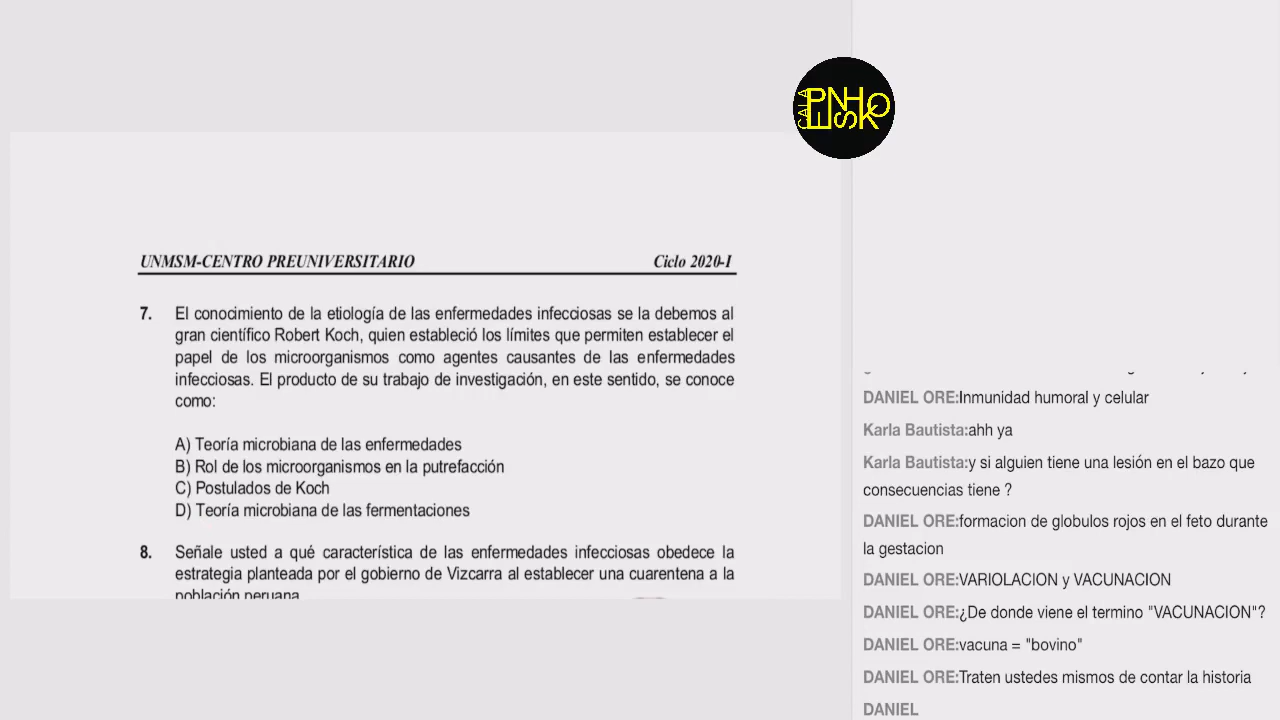 CALA
PENHOESK
UNMSM-CENTRO PREUNIVERSITARIO Ciclo 2020-I
7. El conocimiento de la etiología de las enfermedades infecciosas se la debemos al
gran científico Robert Koch, quien estableció los límites que permiten establecer el
papel de los microorganismos como agentes causantes de las enfermedades
infecciosas. El producto de su trabajo de investigación, en este sentido, se conoce
como:
A) Teoría microbiana de las enfermedades
B) Rol de los microorganismos en la putrefacción
C) Postulados de Koch
D) Teoría microbiana de las fermentaciones
8. Señale usted a qué característica de las enfermedades infecciosas obedece la
estrategia planteada por el gobierno de Vizcarra al establecer una cuarentena a la
población peruana
DANIEL ORE:Inmunidad humoral y celular
Karla Bautista:ahh ya
Karla Bautista:y si alguien tiene una lesión en el bazo que
consecuencias tiene ?
DANIEL ORE:formacion de globulos rojos en el feto durante
la gestacion
DANIEL ORE:VARIOLACION y VACUNACION
DANIEL ORE:¿De donde viene el termino "VACUNACION"?
DANIEL ORE:vacuna = "bovino"
DANIEL ORE:Traten ustedes mismos de contar la historia
DANIEL